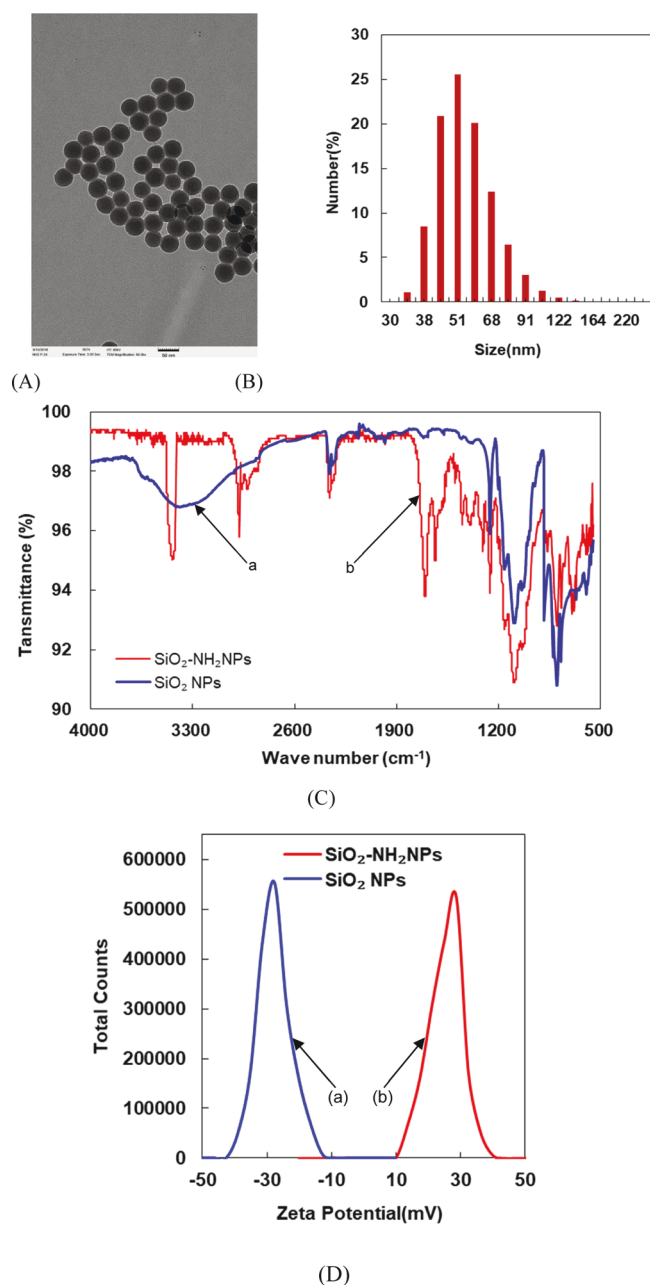 50 nm
(A)
30
25
20
15
10
5
0
Number(%)
30 38 51 68 91 122 164 220
Size(nm)
(B)
100
98
96
94
92
90
Tansmittance (%)
a
b
SiO₂-NH₂NPs
SiO₂ NPs
4000 3300 2600 1900 1200 500
Wave number (cm⁻¹)
(C)
600000
500000
400000
300000
200000
100000
0
Total Counts
SiO₂-NH₂NPs
SiO₂ NPs
(a)
(b)
-50 -30 -10 10 30 50
Zeta Potential(mV)
(D)